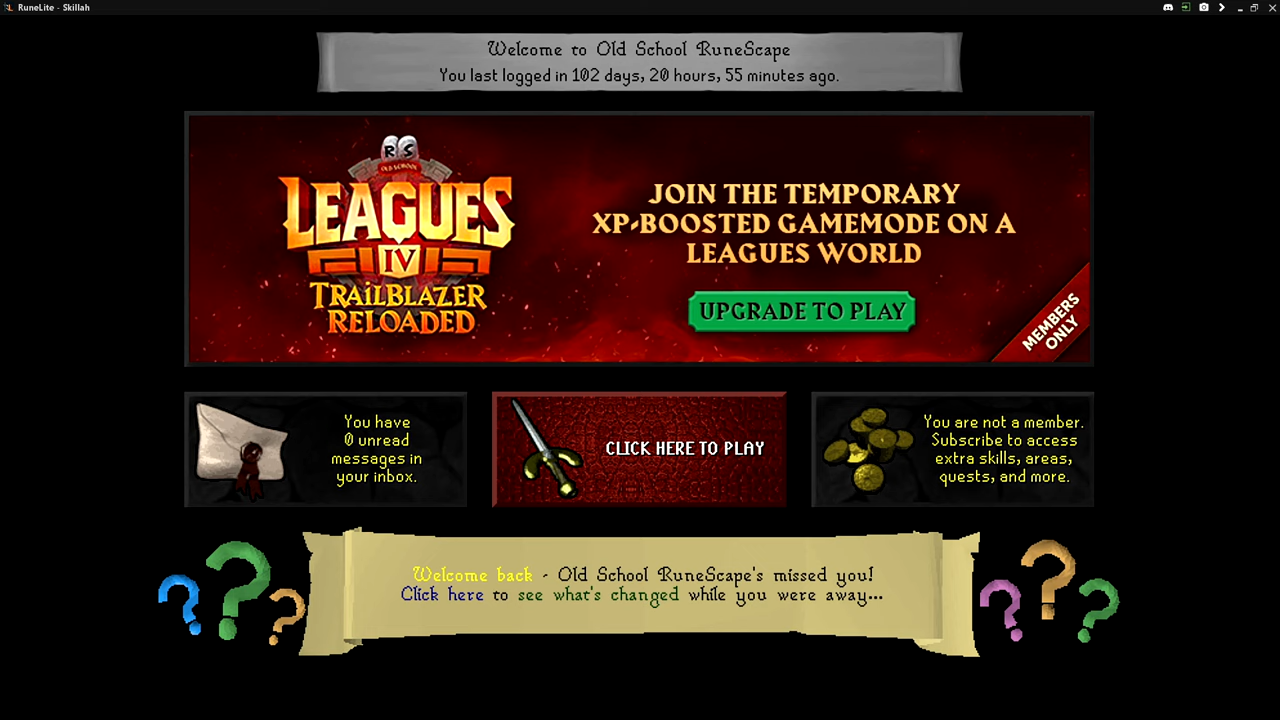 RuneLite - Skillah
Welcome to Old School RuneScape
You last logged in 102 days, 20 hours, 55 minutes ago.
R S
OLD SCHOOL
LEAGUES
IV
TRAILBLAZER
RELOADED
JOIN THE TEMPORARY
XP-BOOSTED GAMEMODE ON A
LEAGUES WORLD
UPGRADE TO PLAY
MEMBERS
ONLY
You have
0 unread
messages in
your inbox.
CLICK HERE TO PLAY
You are not a member.
Subscribe to access
extra skills, areas,
quests, and more.
Welcome back - Old School RuneScape's missed you!
Click here to see what's changed while you were away...